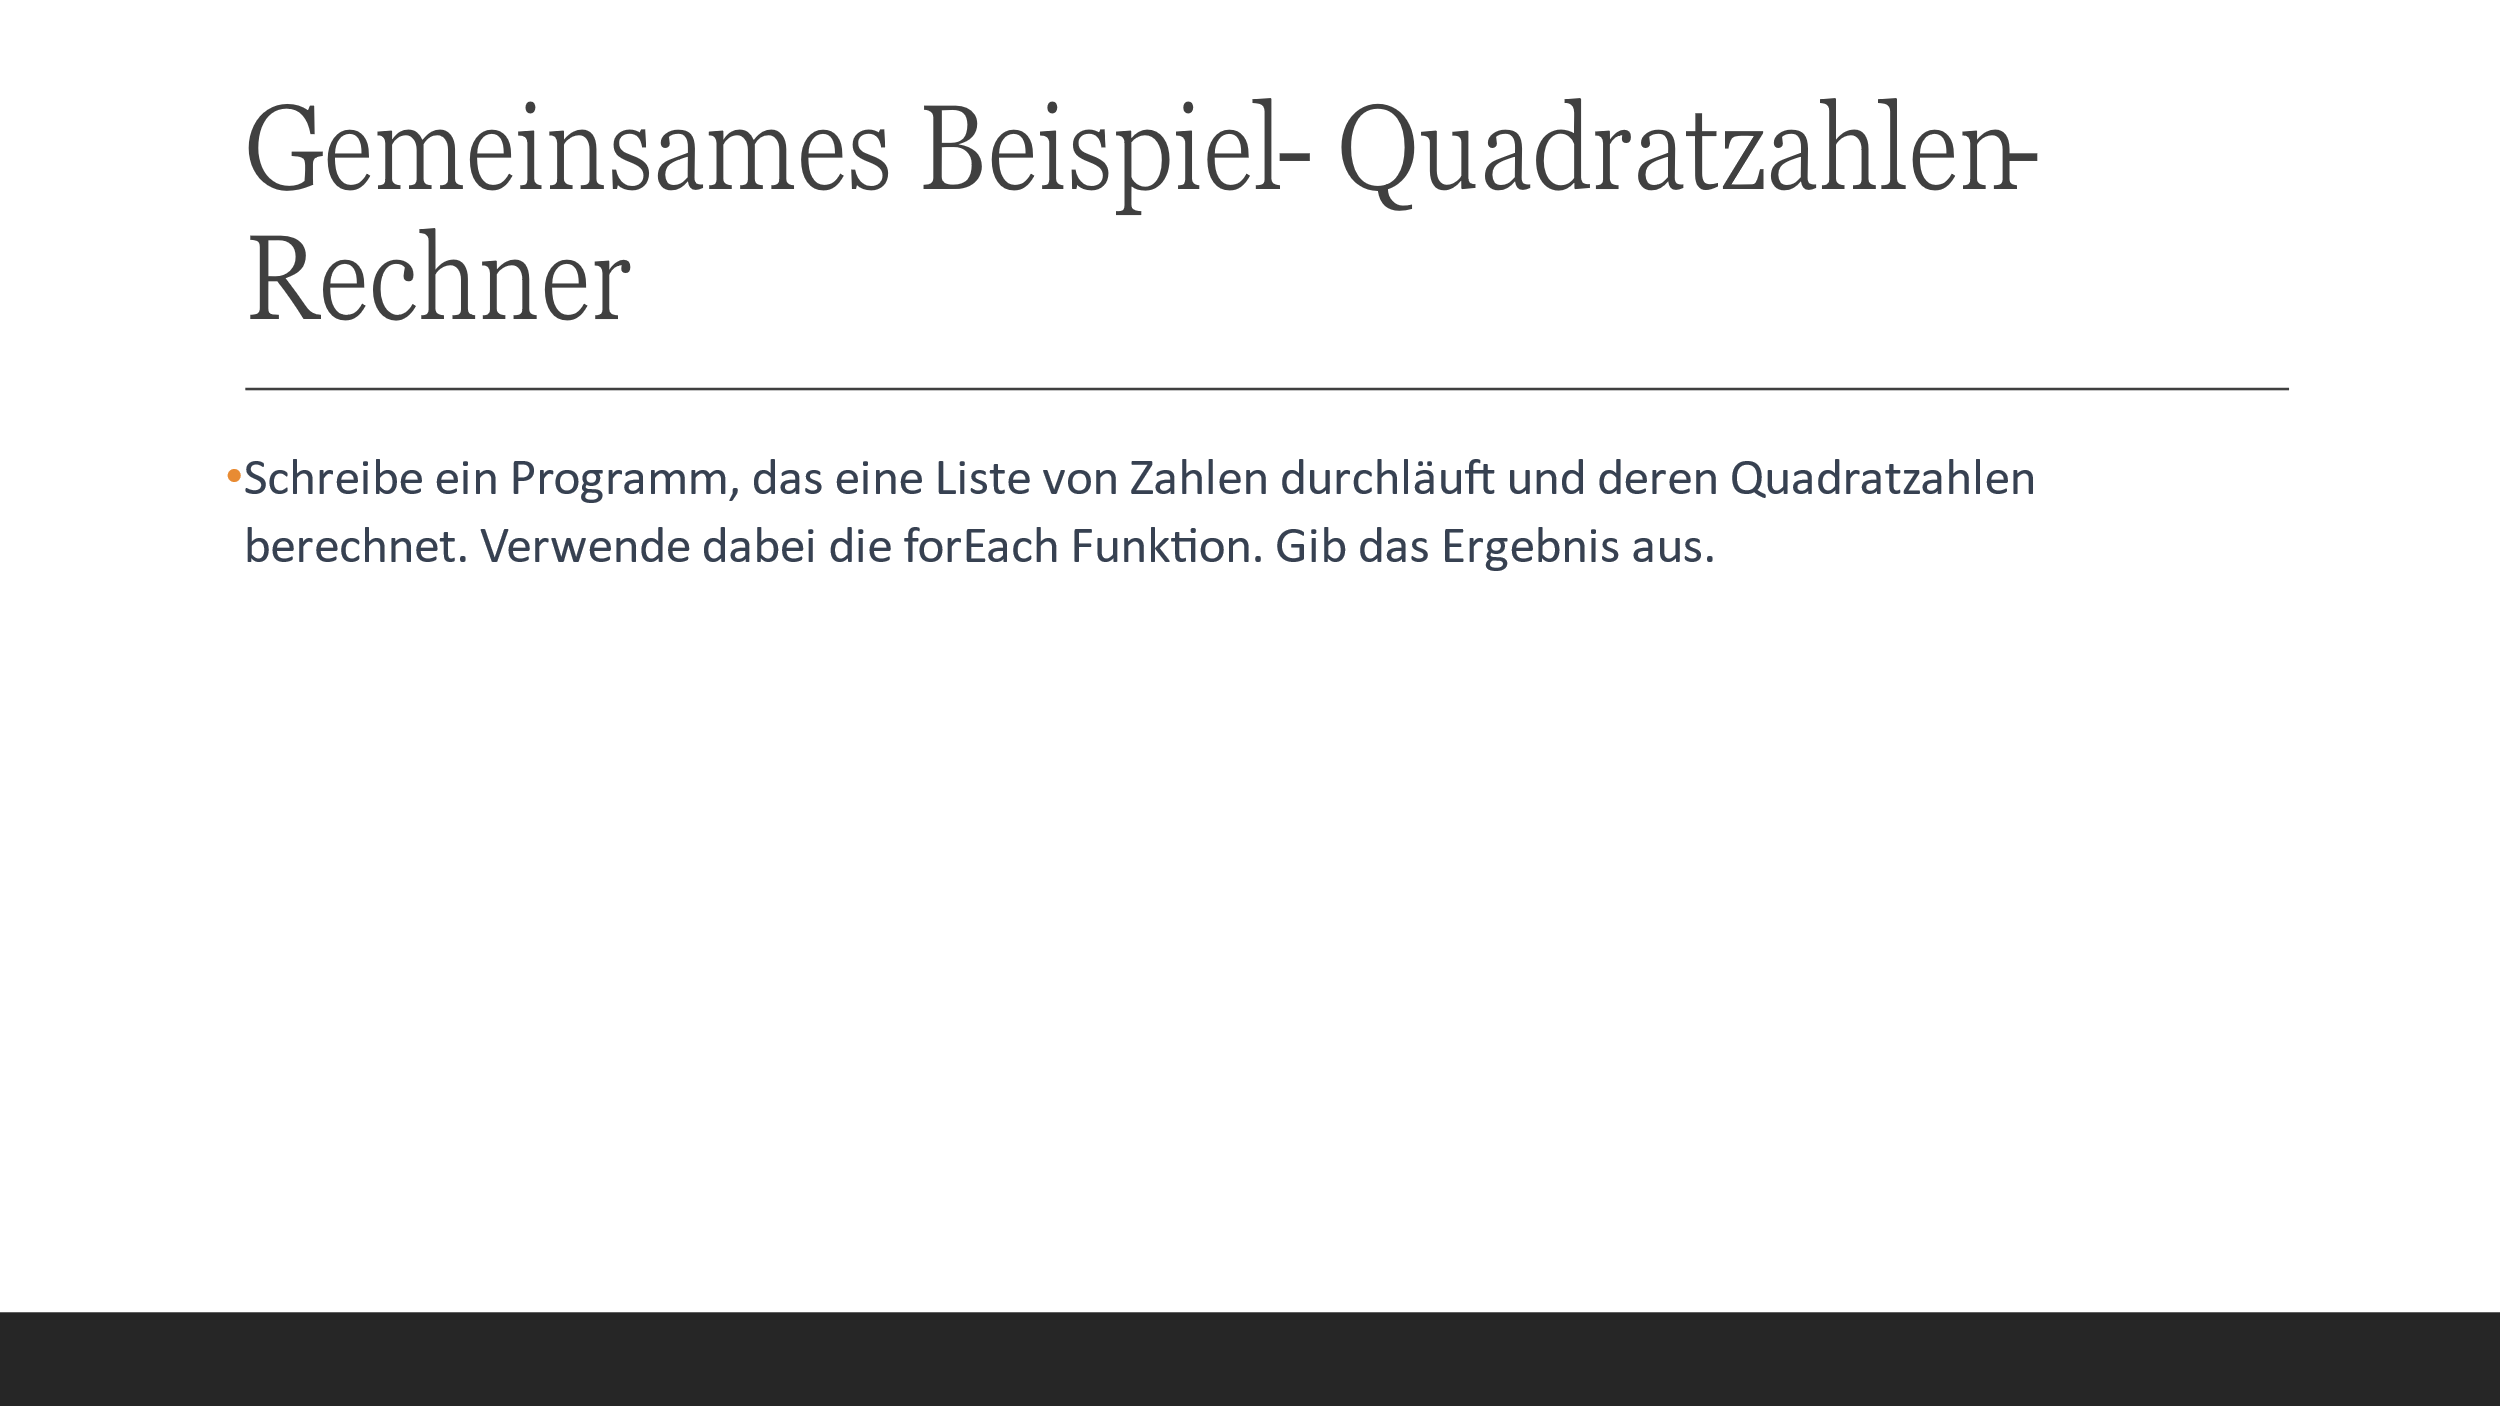 Gemeinsames Beispiel- Quadratzahlen-
Rechner
•Schreibe ein Programm, das eine Liste von Zahlen durchläuft und deren Quadratzahlen
berechnet. Verwende dabei die forEach Funktion. Gib das Ergebnis aus.